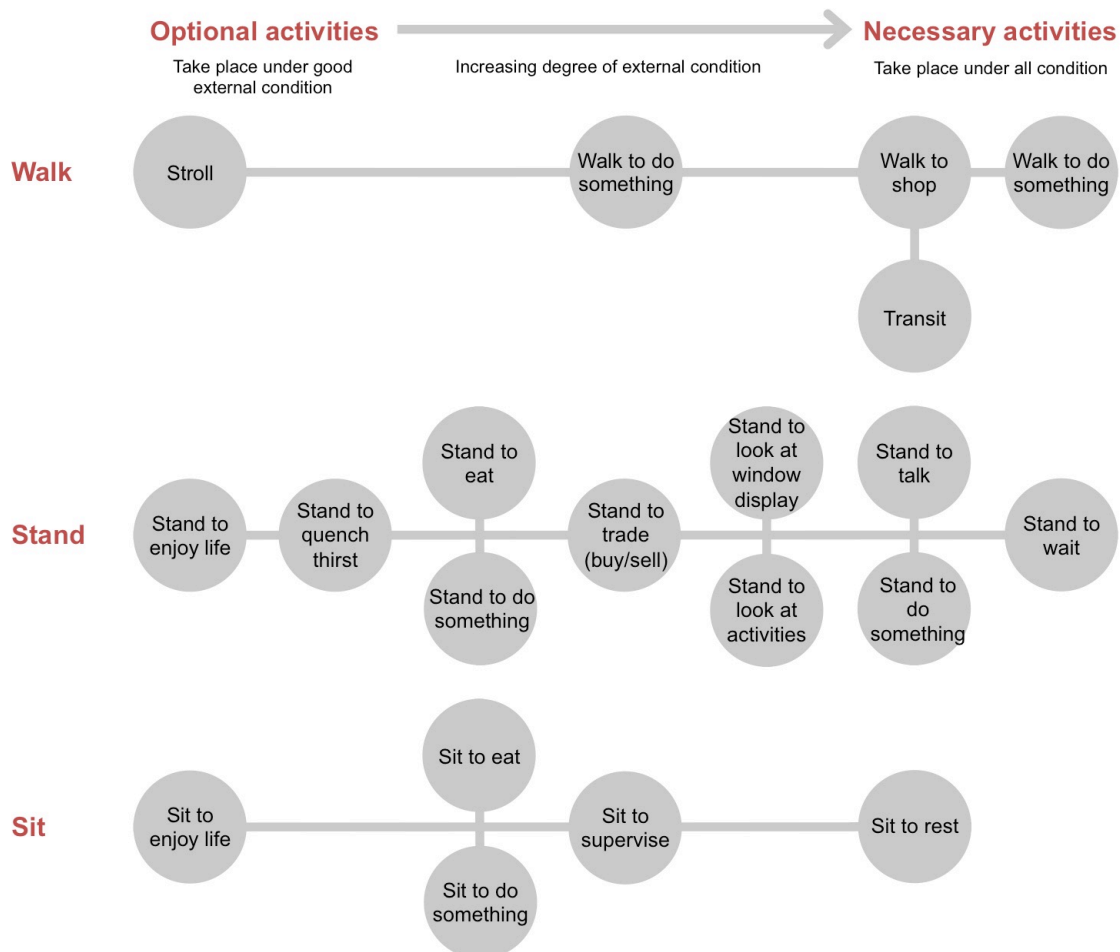 Optional activities
Necessary activities
Take place under good
external condition
Increasing degree of external condition
Take place under all condition
Walk
Stroll
Walk to do
something
Walk to
shop
Walk to do
something
Transit
Stand
Stand to
enjoy life
Stand to
quench
thirst
Stand to
eat
Stand to do
something
Stand to
trade
(buy/sell)
Stand to
look at
window
display
Stand to
look at
activities
Stand to
talk
Stand to
do
something
Stand to
wait
Sit
Sit to
enjoy life
Sit to eat
Sit to do
something
Sit to
supervise
Sit to rest